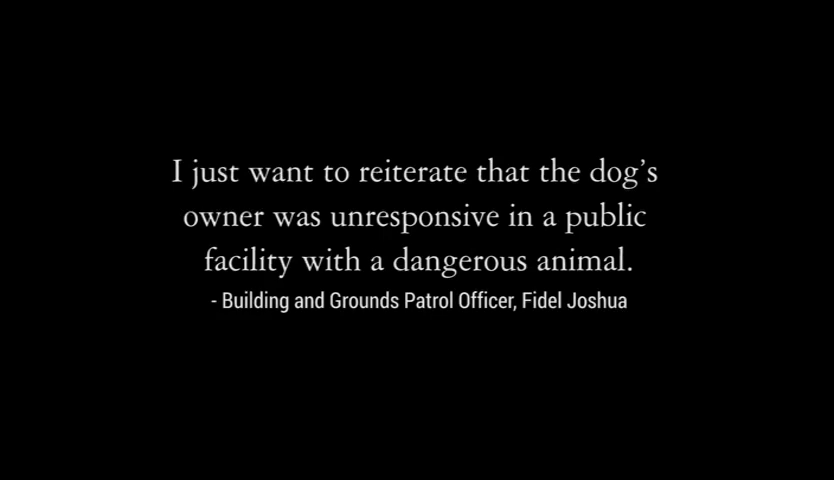 I just want to reiterate that the dog’s
owner was unresponsive in a public
facility with a dangerous animal.
- Building and Grounds Patrol Officer, Fidel Joshua